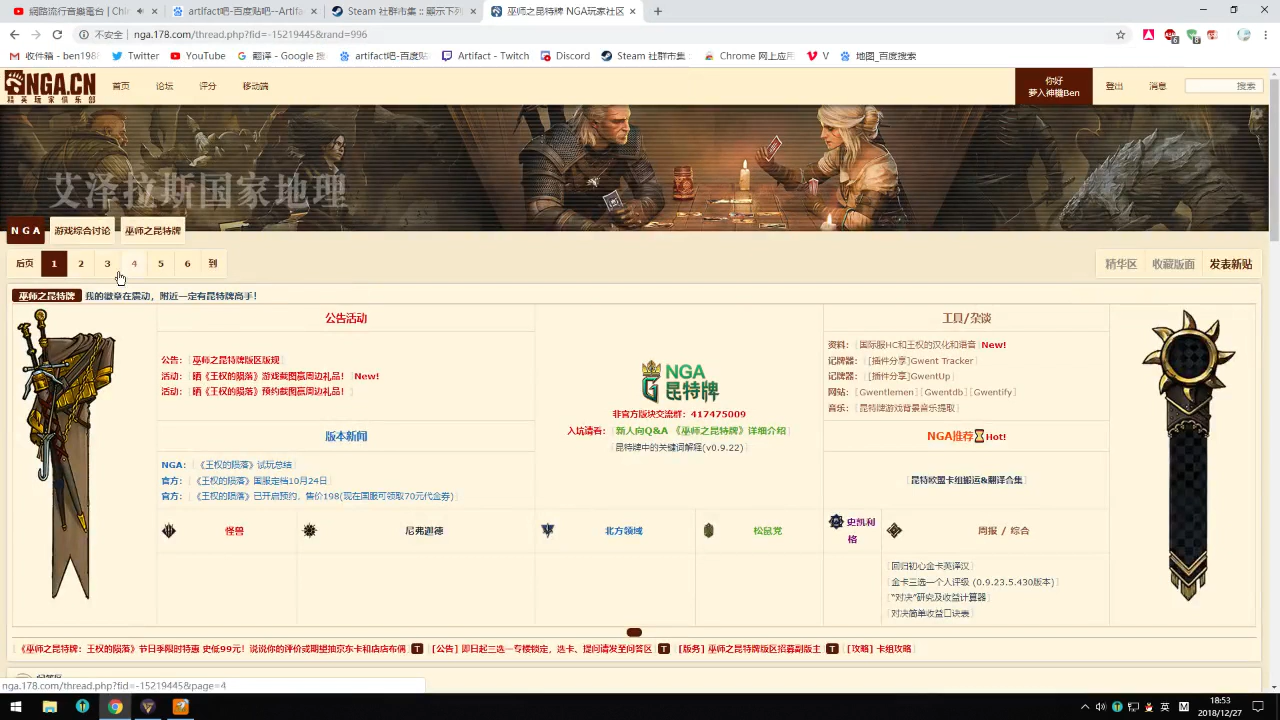 網路流行音繼電台 | Chi
artifact吧-百度贴吧--Artifa
Steam 社群市集 :: 顯示下列
巫师之昆特牌 NGA玩家社区
不安全
nga.178.com/thread.php?fid=-15219445&rand=996
收件箱 - ben198
Twitter
YouTube
翻译 - Google 搜
artifact吧-百度贴
Artifact - Twitch
Discord
Steam 社群市集 :
Chrome 网上应用
V
地图_百度搜索
NGA.CN
精英玩家俱乐部
首页
论坛
评分
移动端
你好
夢入神機Ben
登出
消息
搜索
艾泽拉斯国家地理
N G A
游戏综合讨论
巫师之昆特牌
后页
1
2
3
4
5
6
到
精华区
收藏版面
发表新贴
巫师之昆特牌 我的徽章在震动，附近一定有昆特牌高手！
公告活动
公告： 巫师之昆特牌版区版规
活动： 晒《王权的陨落》游戏截图赢周边礼品！ New!
活动： 晒《王权的陨落》预约截图赢周边礼品！
版本新闻
NGA: 《王权的陨落》试玩总结
官方： 《王权的陨落》国服定档10月24日
官方： 《王权的陨落》已开启预约，售价198(现在国服可领取70元代金券)
NGA
昆特牌
非官方版块交流群： 417475009
入坑请看： 新人向Q&A 《巫师之昆特牌》详细介绍
[昆特牌中的关键词解释(v0.9.22)
工具/杂谈
资料： [国际服HC和王权的汉化和语音] New!
记牌器： [插件分享]Gwent Tracker
记牌器： [插件分享]GwentUp
网站： [Gwentlemen] [Gwentdb] [Gwentify]
音乐： [昆特牌游戏背景音乐提取]
NGA推荐 Hot!
[昆特欧盟卡组搬运&翻译合集]
怪兽
尼弗迦德
北方领域
松鼠党
史凯利
格
周报 / 综合
[回归初心金卡英译汉]
[金卡三选一个人评级 (0.9.23.5.430版本)]
["对决"研究及收益计算器]
[对决简单收益口诀表]
《巫师之昆特牌：王权的陨落》节日季限时特惠 史低99元！说说你的评价或期望抽京东卡和店店布偶 T [公告] 即日起三选一专楼锁定，选卡、提问请发至问答区 T [版务] 巫师之昆特牌版区招募副版主 T [攻略] 卡组攻略
nga.178.com/thread.php?fid=-15219445&page=4
英
M
18:53
2018/12/27